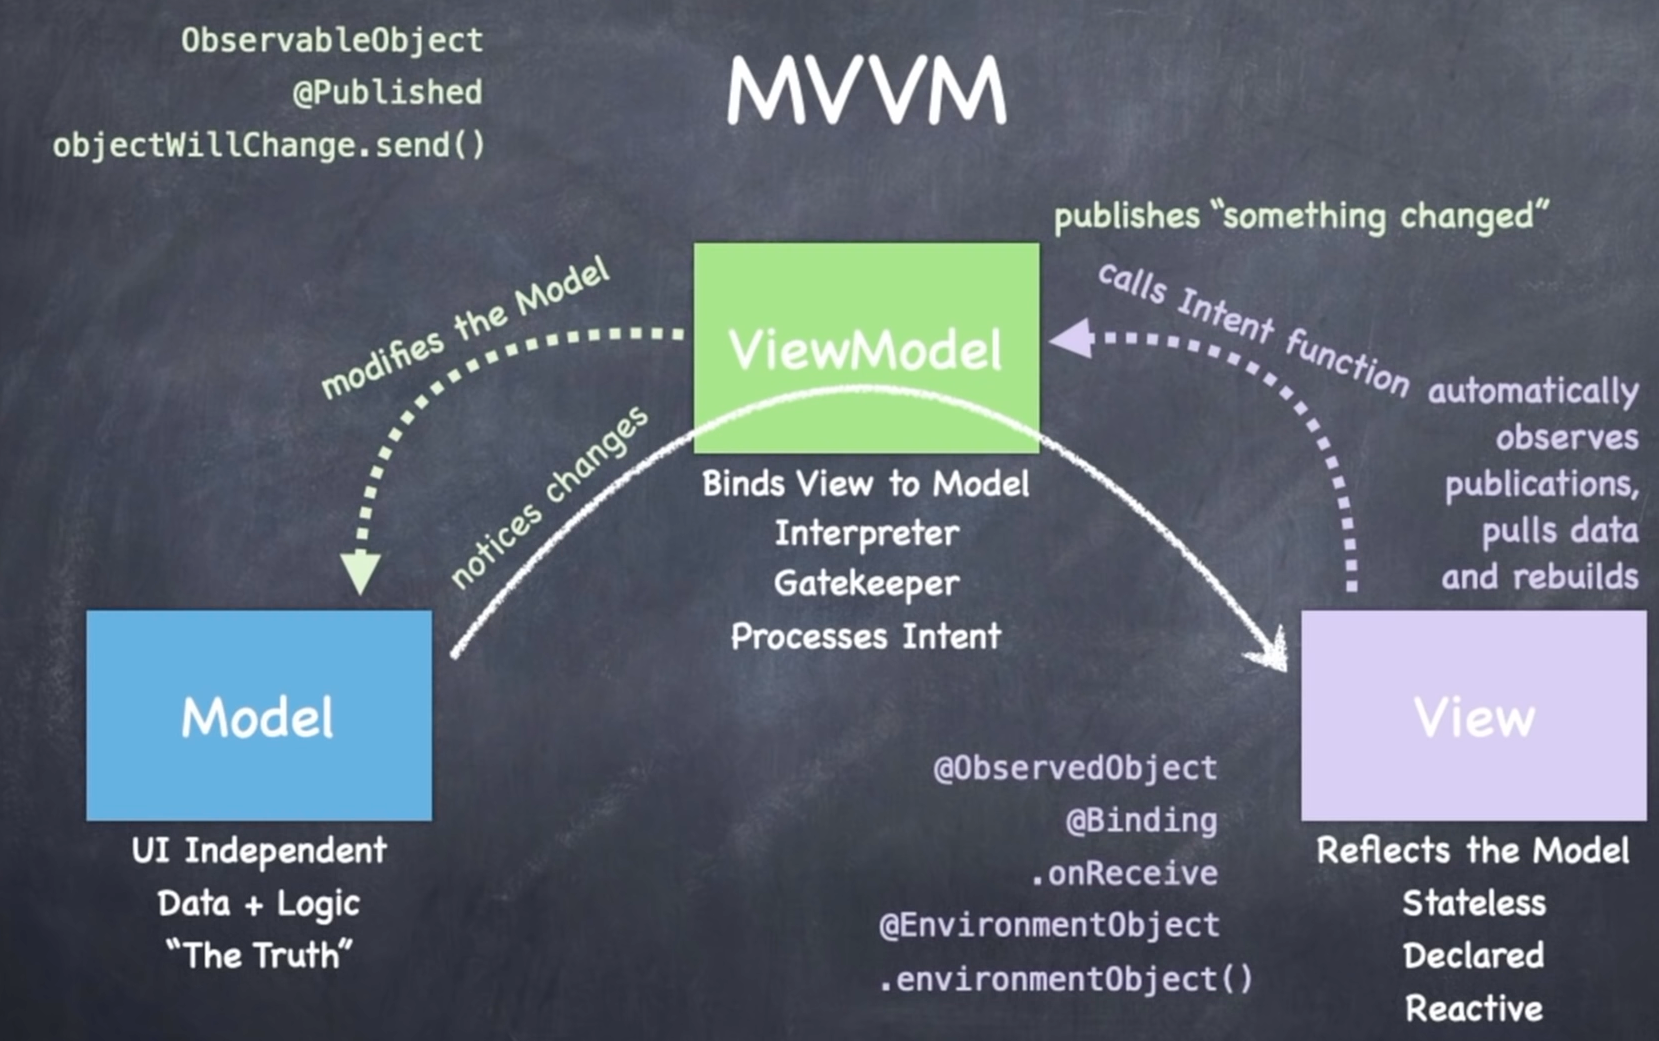 ObservableObject
@Published
objectWillChange.send()
MVVM
publishes “something changed”
modifies the Model
calls Intent function
ViewModel
notices changes
automatically
observes
publications,
pulls data
and rebuilds
Binds View to Model
Interpreter
Gatekeeper
Processes Intent
Model
UI Independent
Data + Logic
“The Truth”
@ObservedObject
@Binding
.onReceive
@EnvironmentObject
.environmentObject()
View
Reflects the Model
Stateless
Declared
Reactive